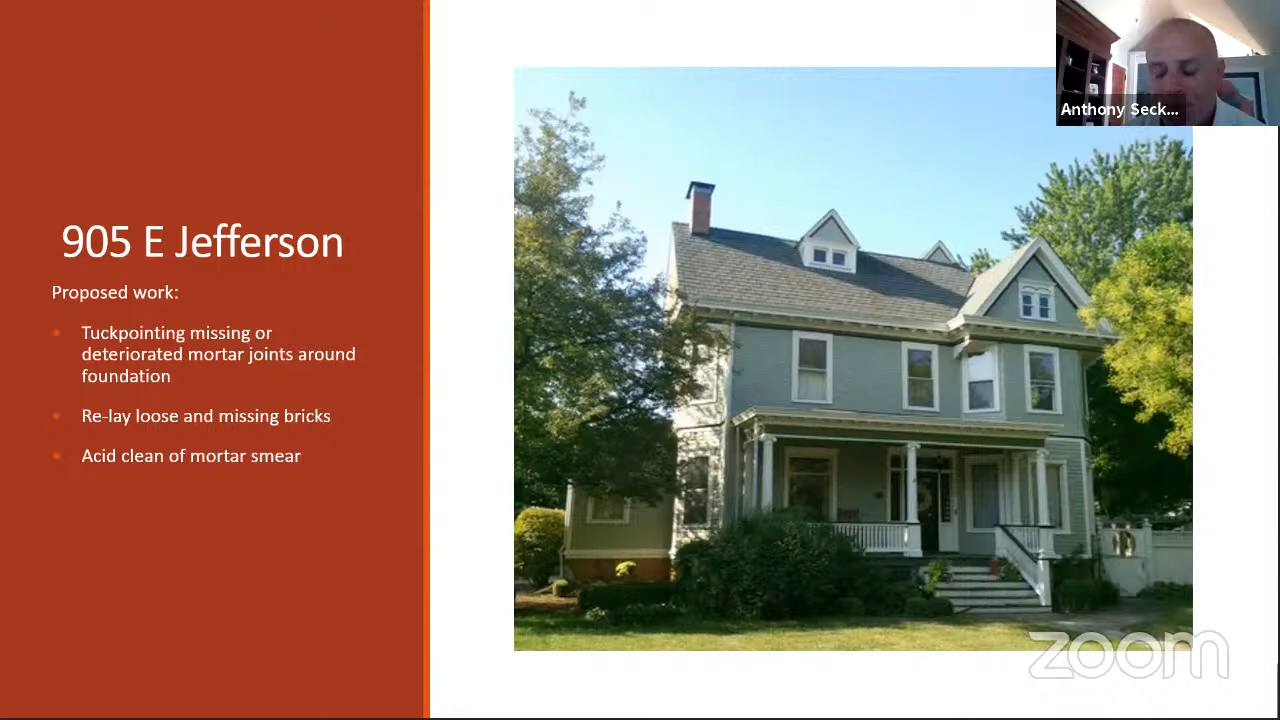 905 E Jefferson
Proposed work:
Tuckpointing missing or
deteriorated mortar joints around
foundation
Re-lay loose and missing bricks
Acid clean of mortar smear
Anthony Seck...
zoom